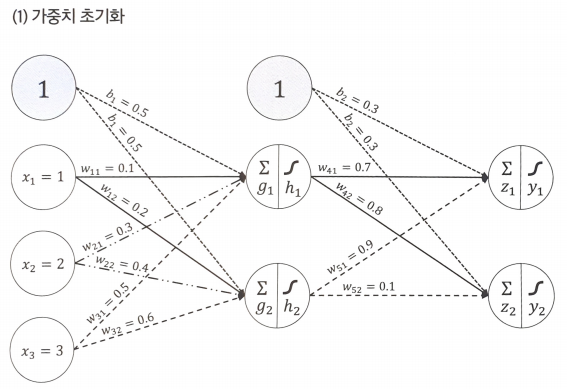 (1) 가중치 초기화
1
1
b₁ = 0.5
b₁ = 0.5
b₂ = 0.3
b₂ = 0.3
x₁ = 1
w₁₁ = 0.1
w₁₂ = 0.2
Σ
g₁
h₁
w₄₁ = 0.7
w₄₂ = 0.8
Σ
z₁
y₁
x₂ = 2
w₂₁ = 0.3
w₂₂ = 0.4
w₃₁ = 0.5
w₃₂ = 0.6
Σ
g₂
h₂
w₅₁ = 0.9
w₅₂ = 0.1
Σ
z₂
y₂
x₃ = 3